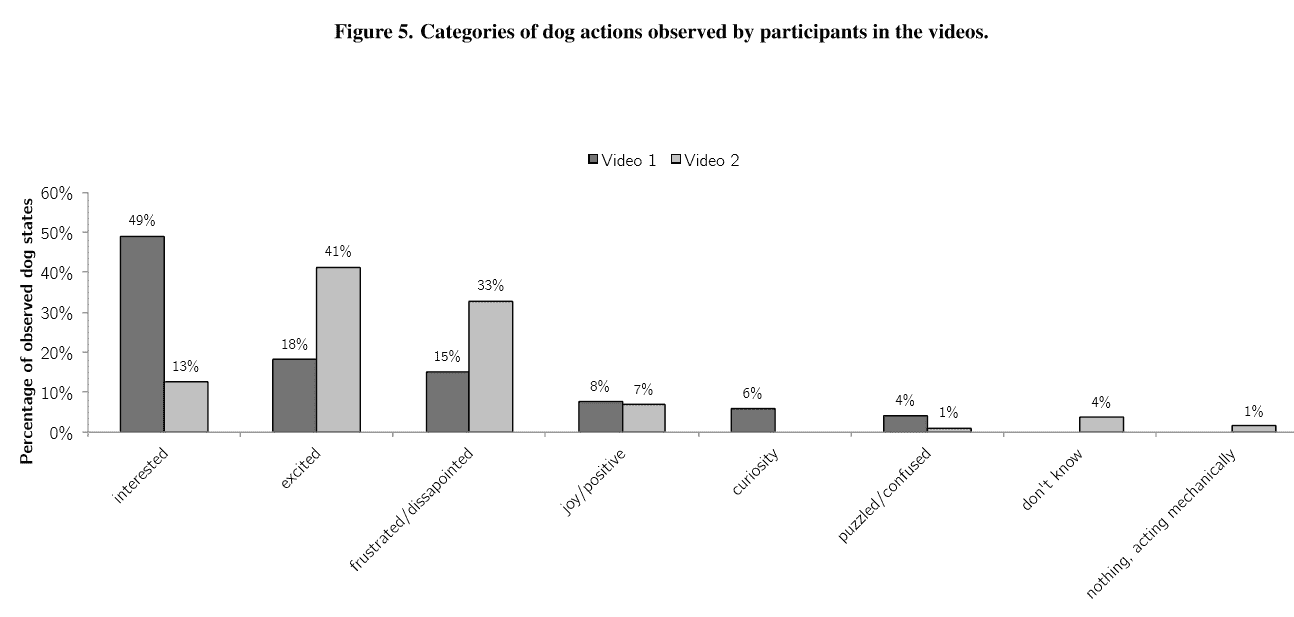 Figure 5. Categories of dog actions observed by participants in the videos.
Video 1 Video 2
Percentage of observed dog states
60%
50%
40%
30%
20%
10%
0%
49%
13%
18%
41%
15%
33%
8%
7%
6%
4%
1%
4%
1%
interested
excited
frustrated/dissapointed
joy/positive
curiosity
puzzled/confused
don't know
nothing, acting mechanically